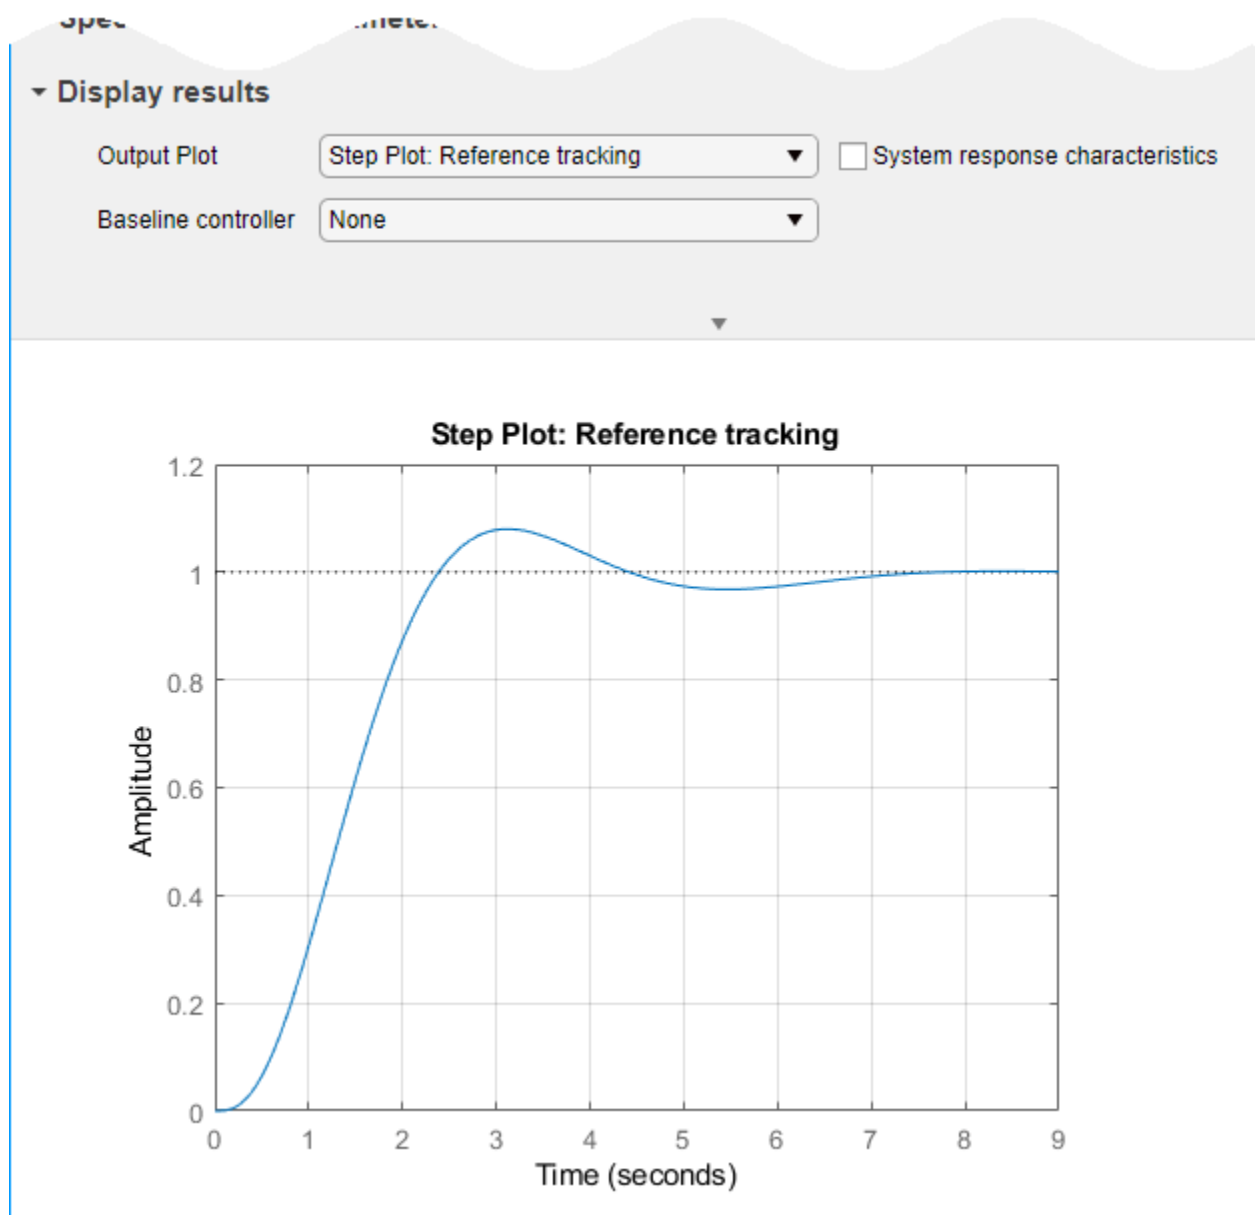 Display results
Output Plot Step Plot: Reference tracking System response characteristics
Baseline controller None
Step Plot: Reference tracking
1.2
1
0.8
0.6
0.4
0.2
0
Amplitude
0 1 2 3 4 5 6 7 8 9
Time (seconds)